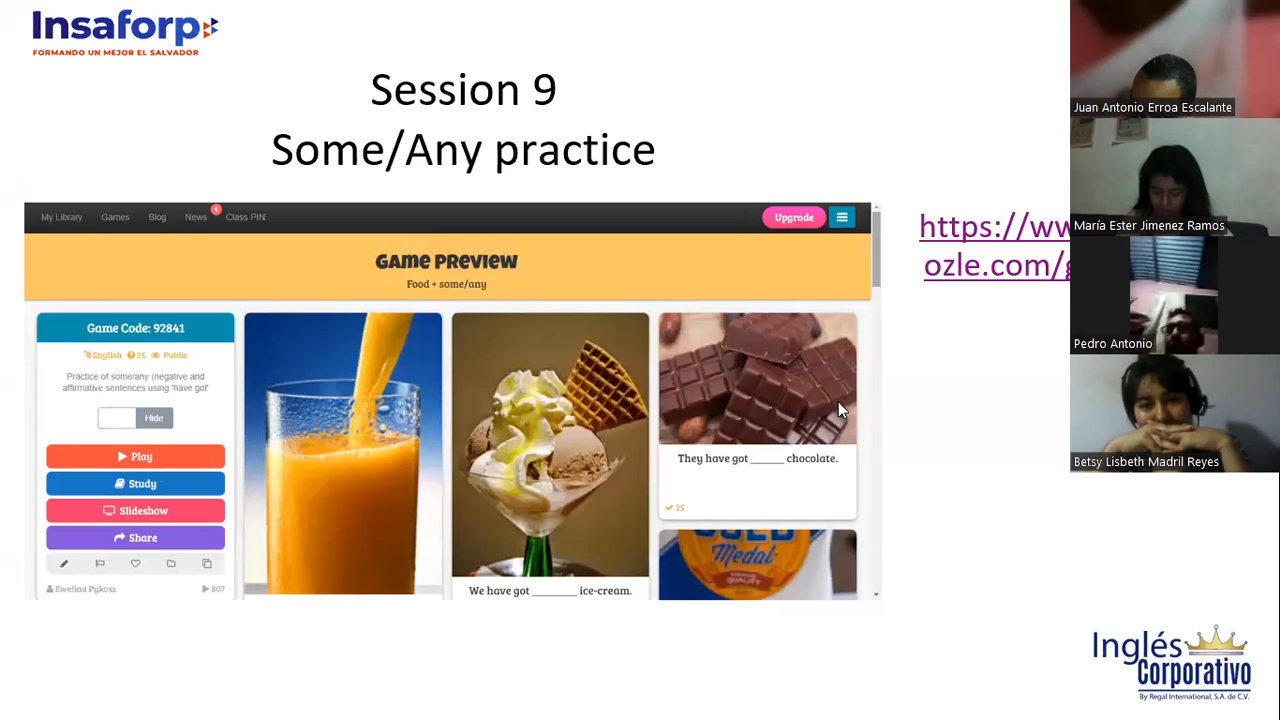 Insaforp
FORMANDO UN MEJOR EL SALVADOR
Session 9
Some/Any practice
My Library Games Blog News 1 Class PIN Upgrade
Game Preview
Food + some/any
Game Code: 92841
English 25 Public
Practice of some/any (negative and
affirmative sentences using 'have got'
Hide
Play
Study
Slideshow
Share
Ewelina Pykosz 807
We have got ________ ice-cream.
They have got ______ chocolate.
25
GOLD
Medal
https://ww
ozle.com/g
Juan Antonio Erroa Escalante
María Ester Jimenez Ramos
Pedro Antonio
Betsy Lisbeth Madril Reyes
Inglés
Corporativo
By Regal International, S.A. de C.V.